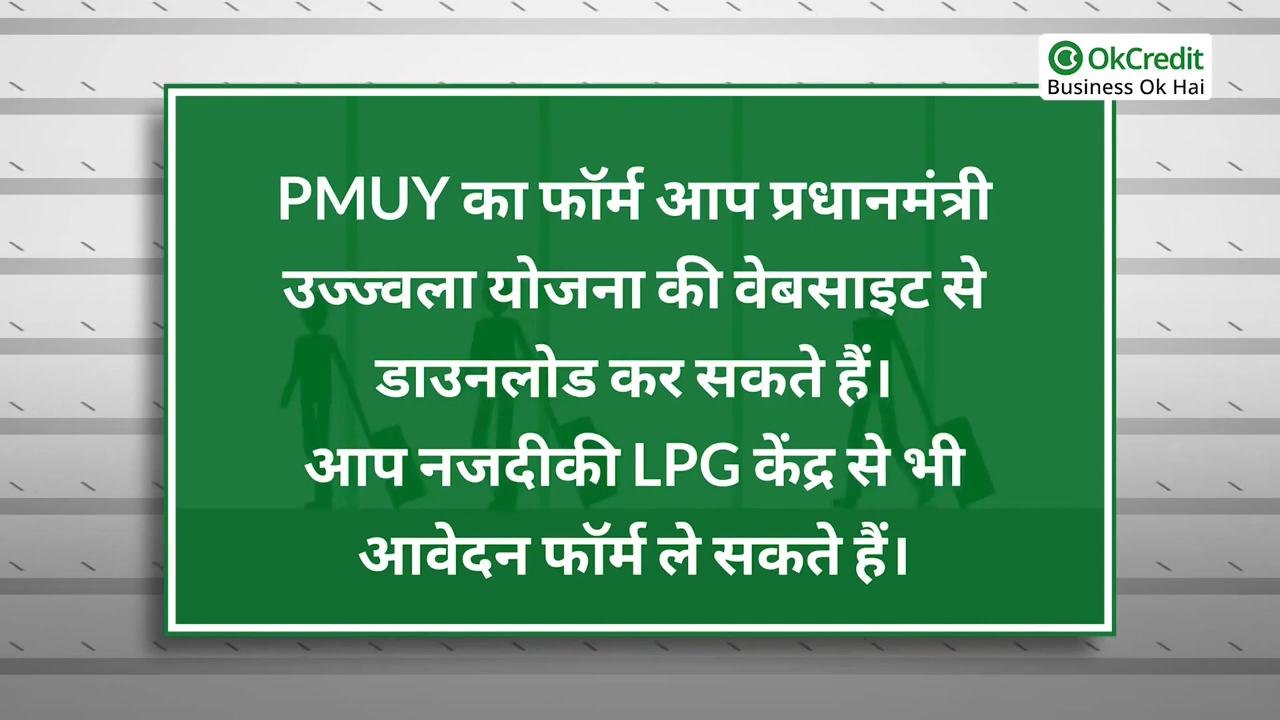 OkCredit
Business Ok Hai
PMUY का फॉर्म आप प्रधानमंत्री
उज्ज्वला योजना की वेबसाइट से
डाउनलोड कर सकते हैं।
आप नजदीकी LPG केंद्र से भी
आवेदन फॉर्म ले सकते हैं।